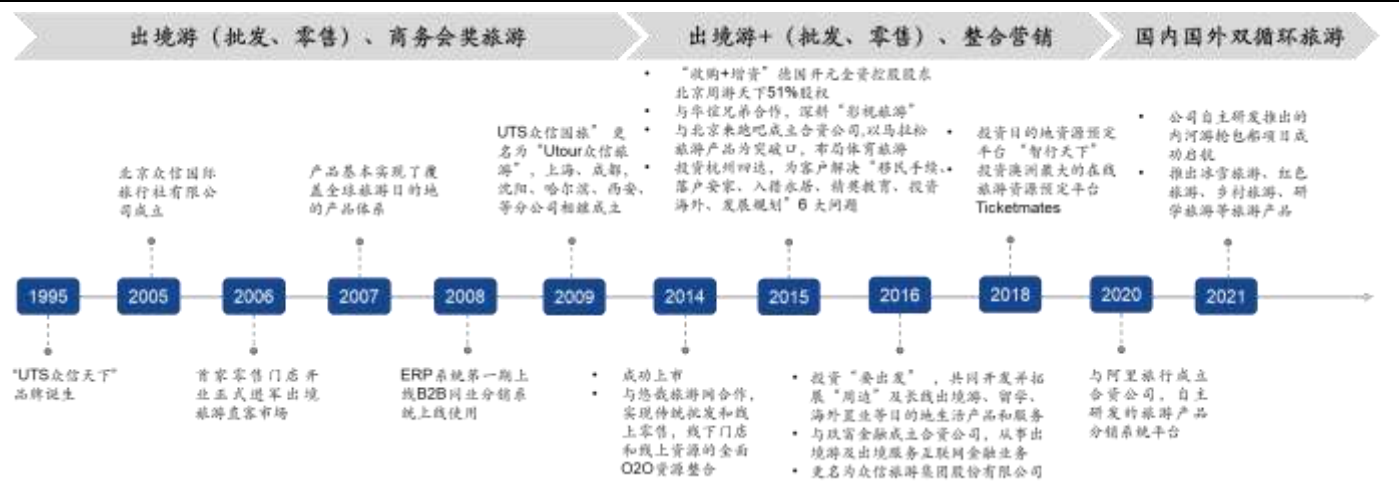 出境游（批发、零售）、商务会奖旅游
出境游+（批发、零售）、整合营销
国内国外双循环旅游
北京众信国际
旅行社有限公
司成立
产品基本实现了覆
盖全球旅游目的地
的产品体系
UTS众信国旅”更
名为“Utour众信旅
游”，上海、成都，
沈阳、哈尔滨、西安、
等分公司相继成立
• “收购+增资”德国开元全资控股股东
北京周游天下51%股权
• 与华谊兄弟合作，深耕“影视旅游”
• 与北京来跑吧成立合资公司,以马拉松
旅游产品为突破口，布局体育旅游
• 投资杭州四达，为客户解决“移民手续、
落户安家、入籍永居、精英教育、投资
海外、发展规划”6 大问题
• 投资目的地资源预定
平台“智行天下”
• 投资澳洲最大的在线
旅游资源预定平台
Ticketmates
• 公司自主研发推出的
内河游轮包船项目成
功启航
• 推出冰雪旅游、红色
旅游、乡村旅游、研
学旅游等旅游产品
1995
2005
2006
2007
2008
2009
2014
2015
2016
2018
2020
2021
“UTS众信天下”
品牌诞生
首家零售门店开
业正式进军出境
旅游直客市场
ERP系统第一期上
线B2B同业分销系
统上线使用
• 成功上市
• 与悠哉旅游网合作，
实现传统批发和线
上零售，线下门店
和线上资源的全面
O2O资源整合
• 投资“要出发”，共同开发并拓
展“周边”及长线出境游、留学、
海外置业等目的地生活产品和服务
• 与玖富金融成立合资公司，从事出
境游及出境服务互联网金融业务
• 更名为众信旅游集团股份有限公司
与阿里旅行成立
合资公司，自主
研发的旅游产品
分销系统平台